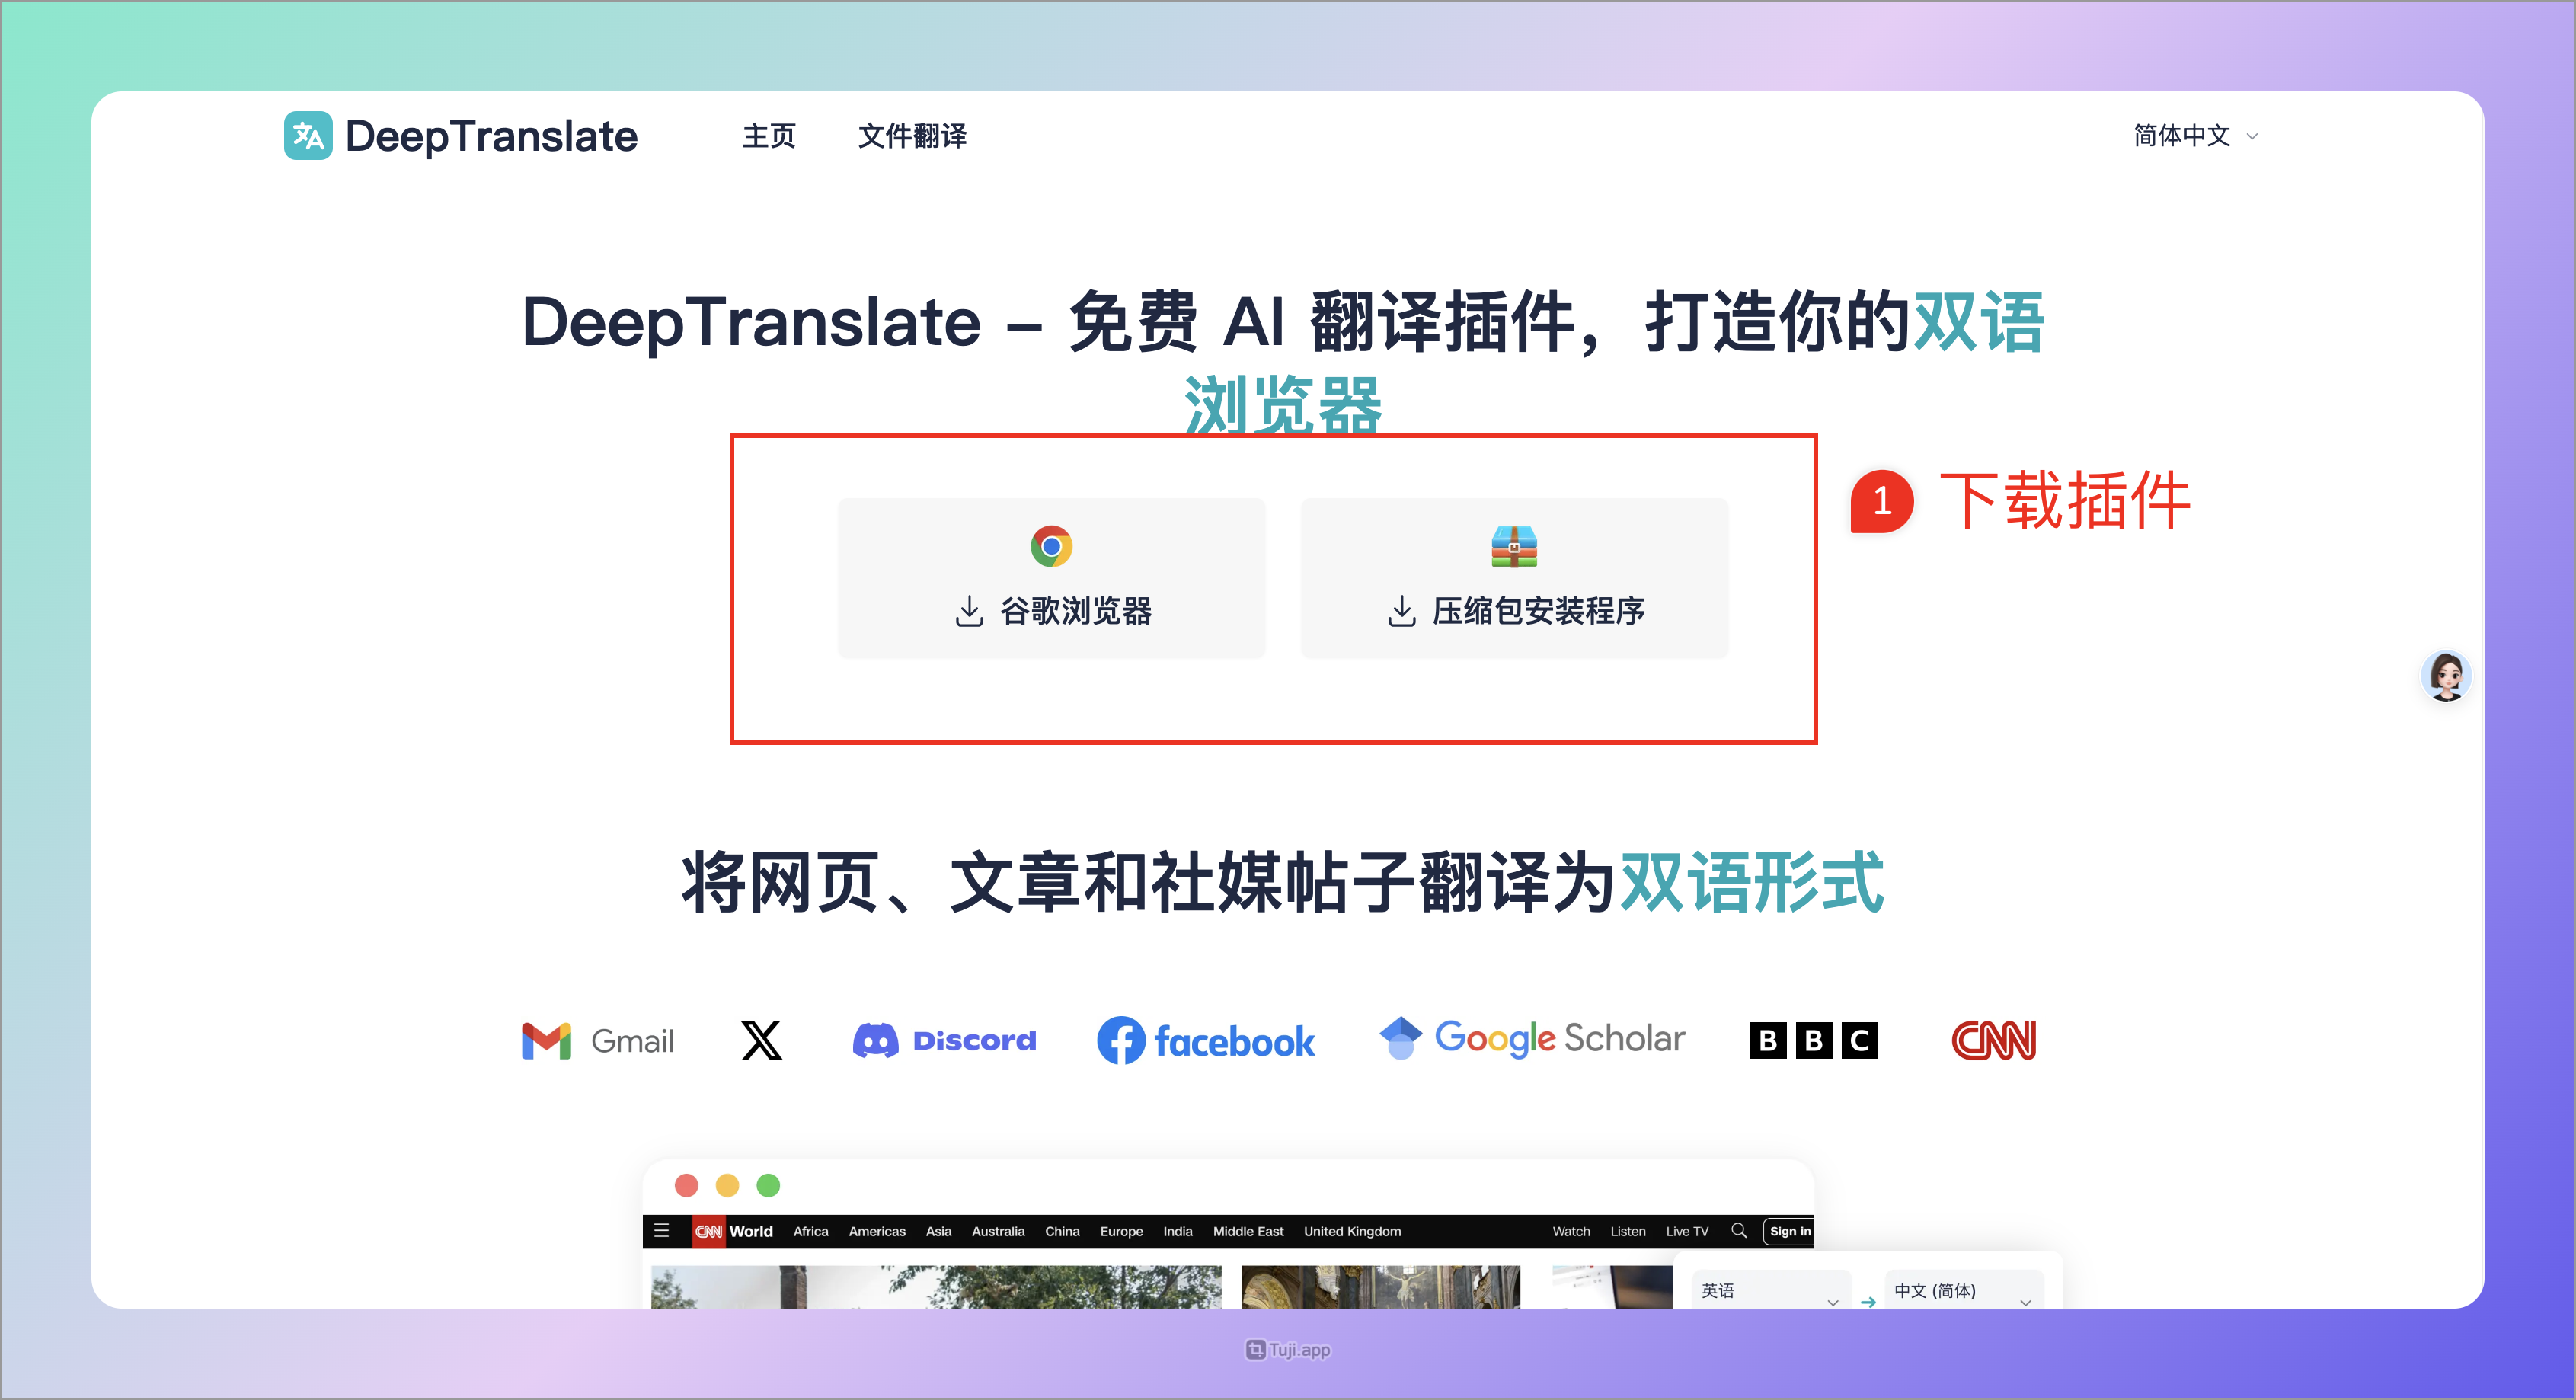 DeepTranslate
主页
文件翻译
简体中文
DeepTranslate – 免费 AI 翻译插件，打造你的双语
浏览器
1 下载插件
谷歌浏览器
压缩包安装程序
将网页、文章和社媒帖子翻译为双语形式
Gmail
Discord
facebook
Google Scholar
BBC
CNN
CNN World Africa Americas Asia Australia China Europe India Middle East United Kingdom Watch Listen Live TV Sign in
英语
中文 (简体)
Tuji.app